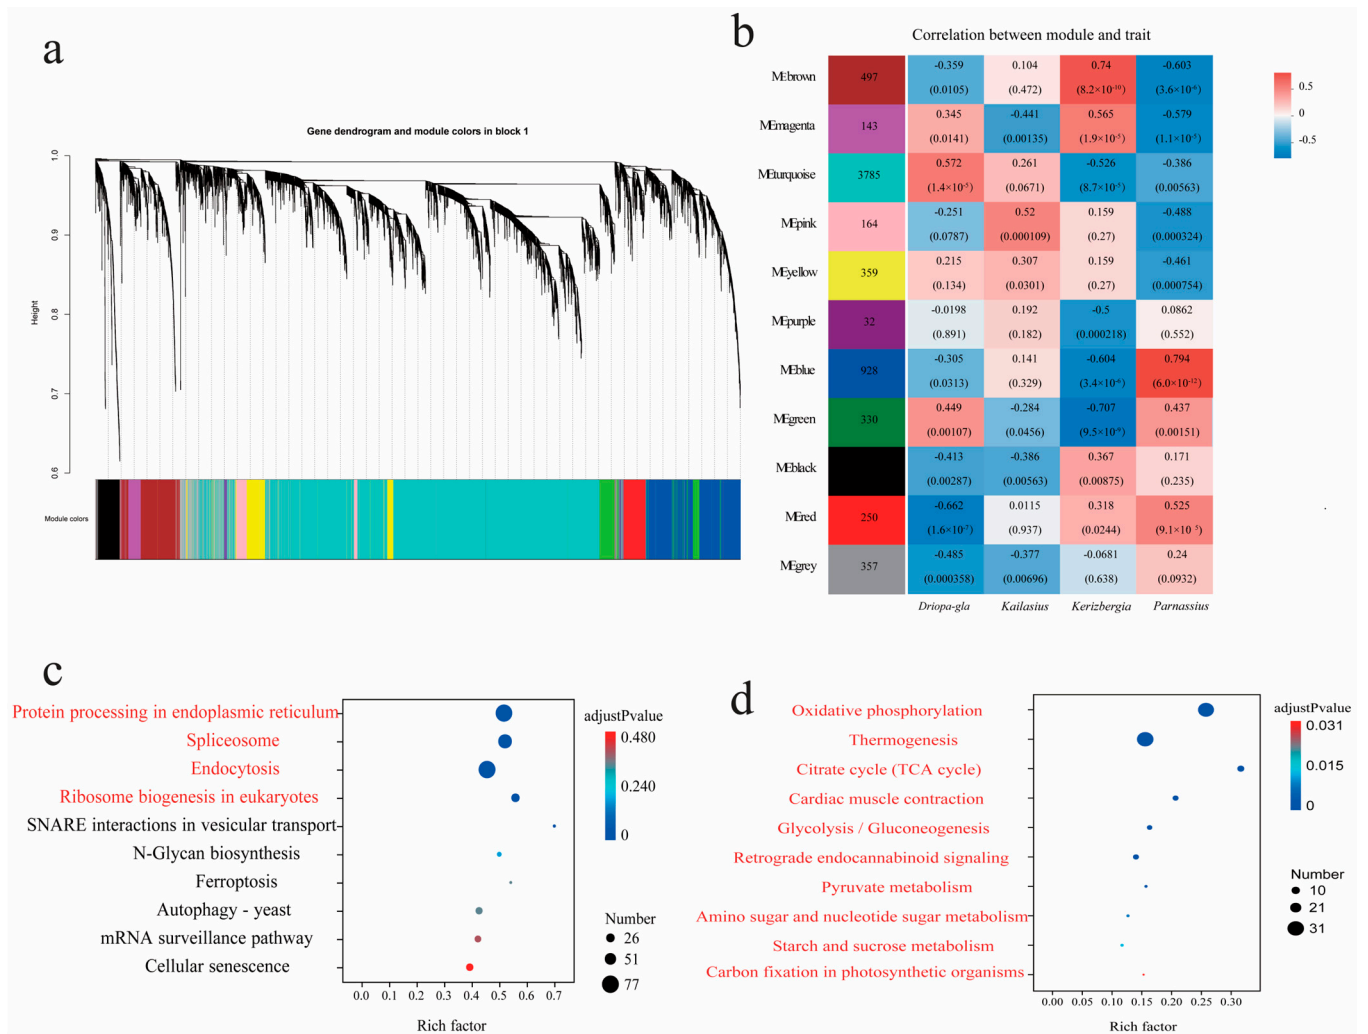 a
Gene dendrogram and module colors in block 1
Height
1.0
0.9
0.8
0.7
0.6
Module colors
b
Correlation between module and trait
MEbrown 497 -0.359 0.104 0.74 -0.603
(0.0105) (0.472) (8.2×10⁻¹⁰) (3.6×10⁻⁶)
MEmagenta 143 0.345 -0.441 0.565 -0.579
(0.0141) (0.00135) (1.9×10⁻⁵) (1.1×10⁻⁵)
MEturquoise 3785 0.572 0.261 -0.526 -0.386
(1.4×10⁻⁵) (0.0671) (8.7×10⁻⁵) (0.00563)
MEpink 164 -0.251 0.52 0.159 -0.488
(0.0787) (0.000109) (0.27) (0.000324)
MEyellow 359 0.215 0.307 0.159 -0.461
(0.134) (0.0301) (0.27) (0.000754)
MEpurple 32 -0.0198 0.192 -0.5 0.0862
(0.891) (0.182) (0.000218) (0.552)
MEblue 928 -0.305 0.141 -0.604 0.794
(0.0313) (0.329) (3.4×10⁻⁶) (6.0×10⁻¹²)
MEgreen 330 0.449 -0.284 -0.707 0.437
(0.00107) (0.0456) (9.5×10⁻⁹) (0.00151)
MEblack -0.413 -0.386 0.367 0.171
(0.00287) (0.00563) (0.00875) (0.235)
MEred 250 -0.662 0.0115 0.318 0.525
(1.6×10⁻⁷) (0.937) (0.0244) (9.1×10⁻⁵)
MEgrey 357 -0.485 -0.377 -0.0681 0.24
(0.000358) (0.00696) (0.638) (0.0932)
Driopa-gla Kailasius Kerizbergia Parnassius
0.5
0
-0.5
c
Protein processing in endoplasmic reticulum
Spliceosome
Endocytosis
Ribosome biogenesis in eukaryotes
SNARE interactions in vesicular transport
N-Glycan biosynthesis
Ferroptosis
Autophagy - yeast
mRNA surveillance pathway
Cellular senescence
0.0 0.1 0.2 0.3 0.4 0.5 0.6 0.7
Rich factor
adjustPvalue
0.480
0.240
0
Number
26
51
77
d
Oxidative phosphorylation
Thermogenesis
Citrate cycle (TCA cycle)
Cardiac muscle contraction
Glycolysis / Gluconeogenesis
Retrograde endocannabinoid signaling
Pyruvate metabolism
Amino sugar and nucleotide sugar metabolism
Starch and sucrose metabolism
Carbon fixation in photosynthetic organisms
0.00 0.05 0.10 0.15 0.20 0.25 0.30
Rich factor
adjustPvalue
0.031
0.015
0
Number
10
21
31